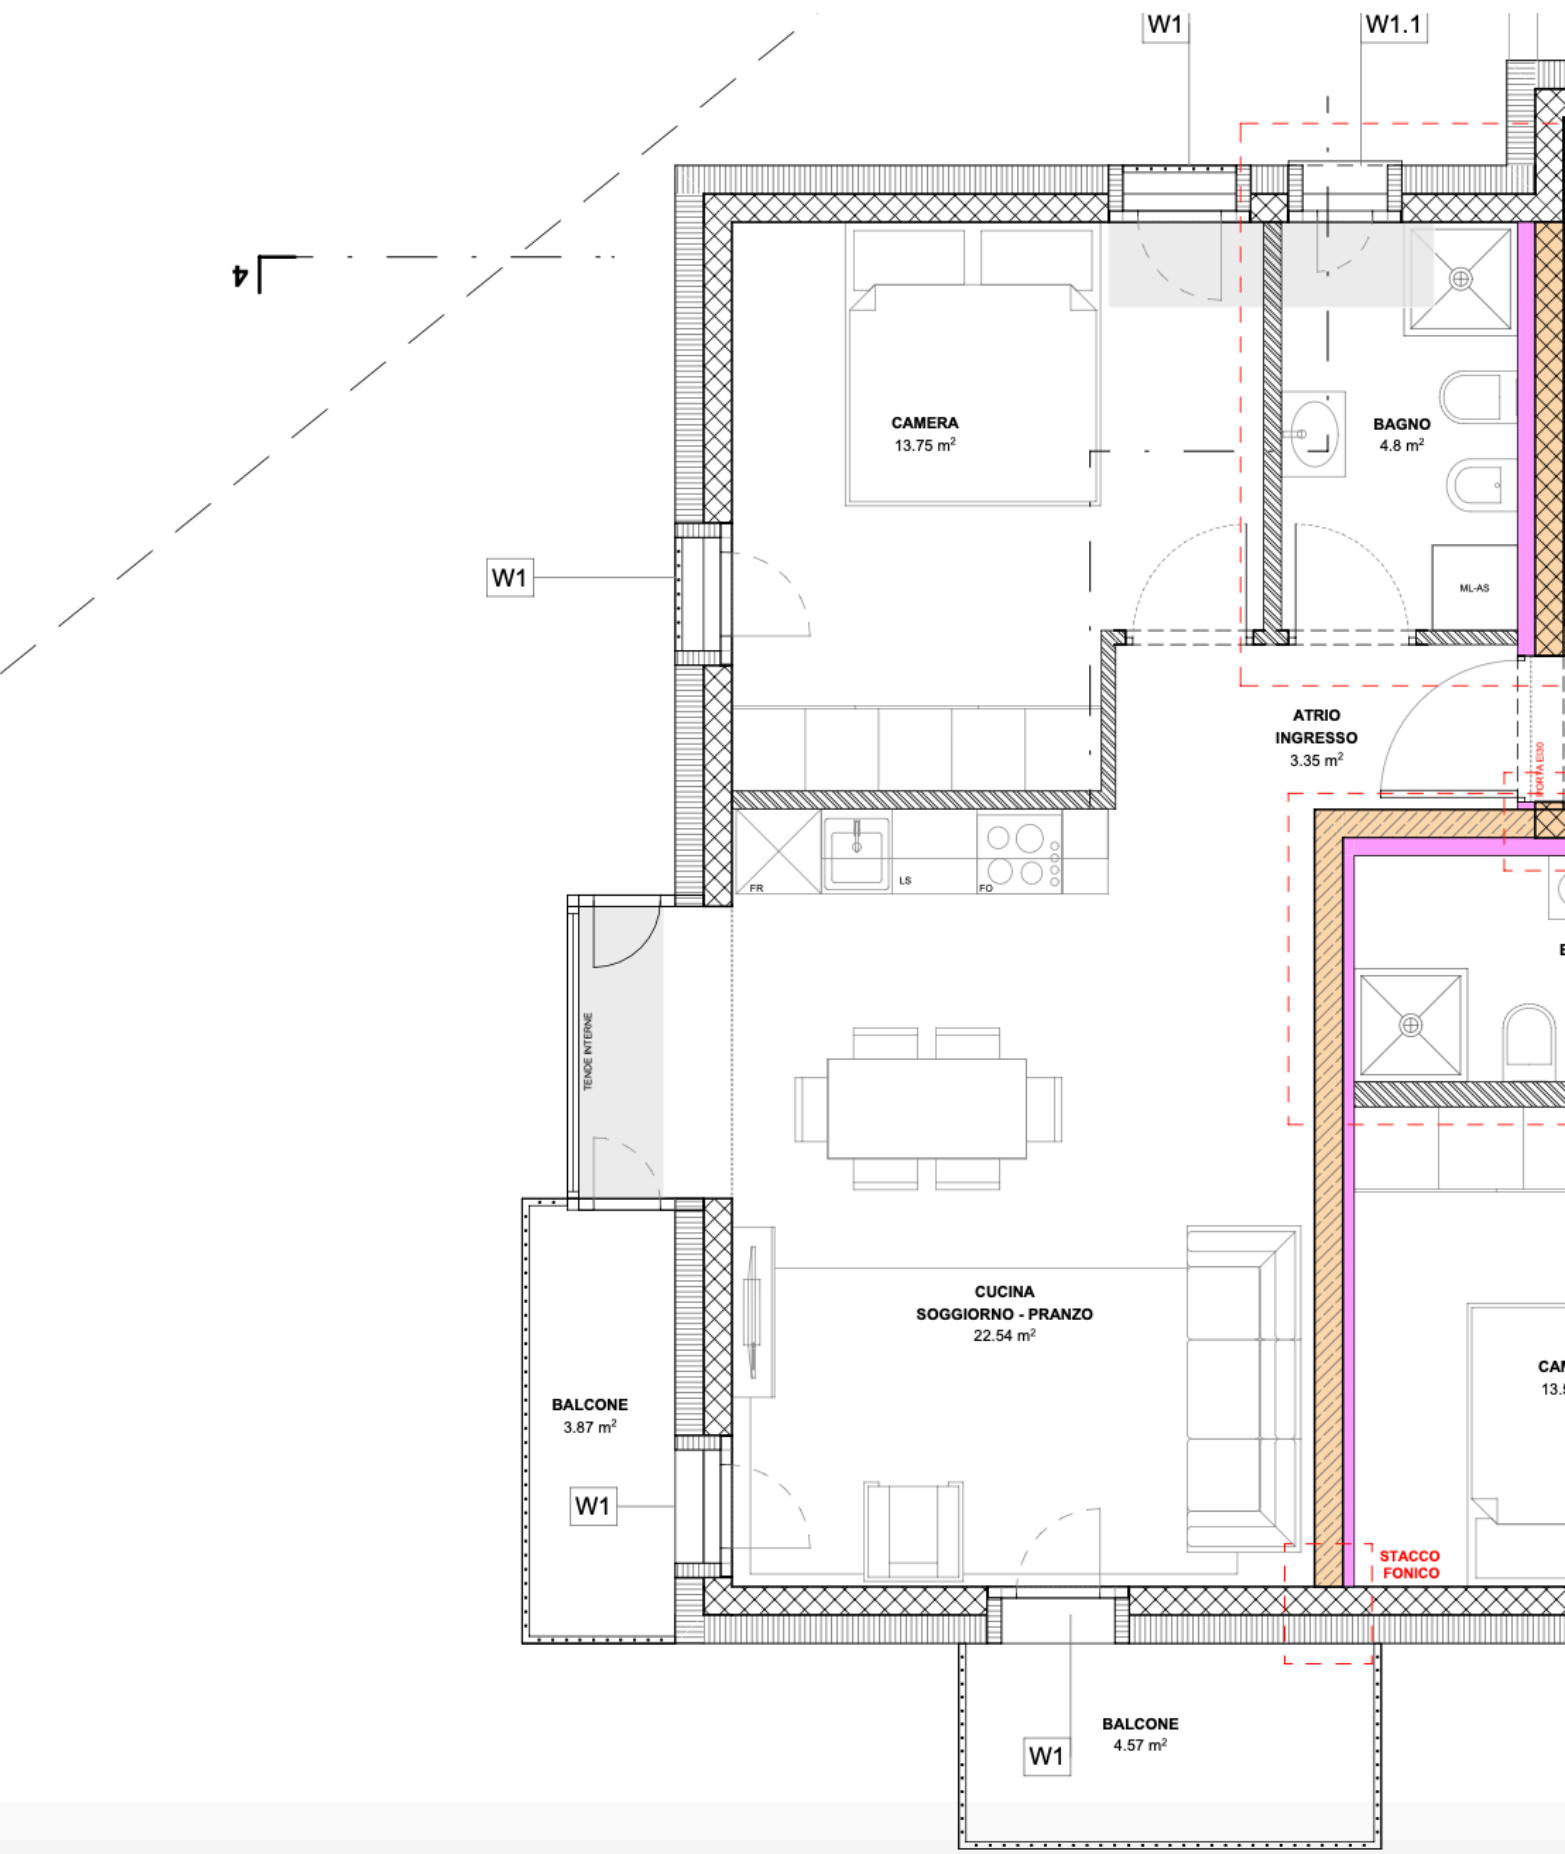 W1
W1.1
4
CAMERA
13.75 m²
BAGNO
4.8 m²
W1
ML-AS
ATRIO
INGRESSO
3.35 m²
PORTA EI30
FR
LS
FO
TENDE INTERNE
CUCINA
SOGGIORNO - PRANZO
22.54 m²
BALCONE
3.87 m²
W1
STACCO
FONICO
BALCONE
4.57 m²
W1